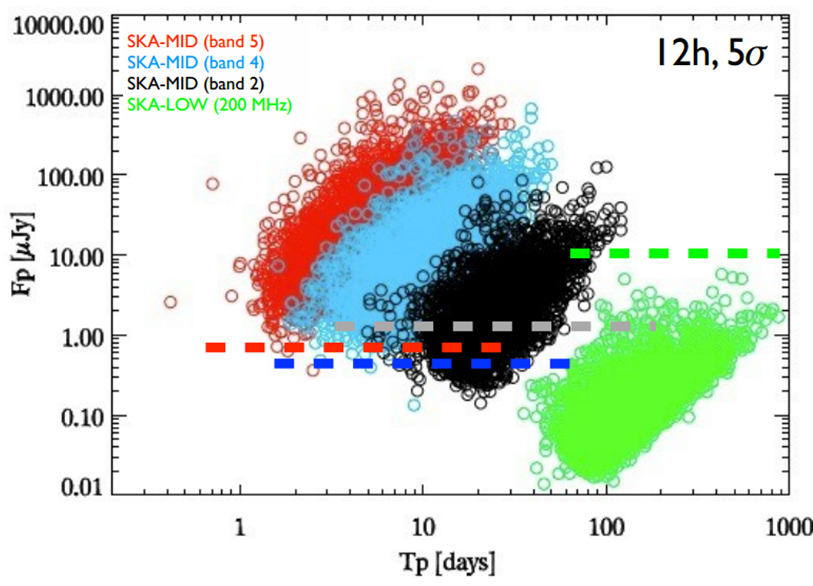 SKA-MID (band 5)
SKA-MID (band 4)
SKA-MID (band 2)
SKA-LOW (200 MHz)
12h, 5σ
10000.00
1000.00
100.00
10.00
1.00
0.10
0.01
Fp [μJy]
1
10
100
1000
Tp [days]